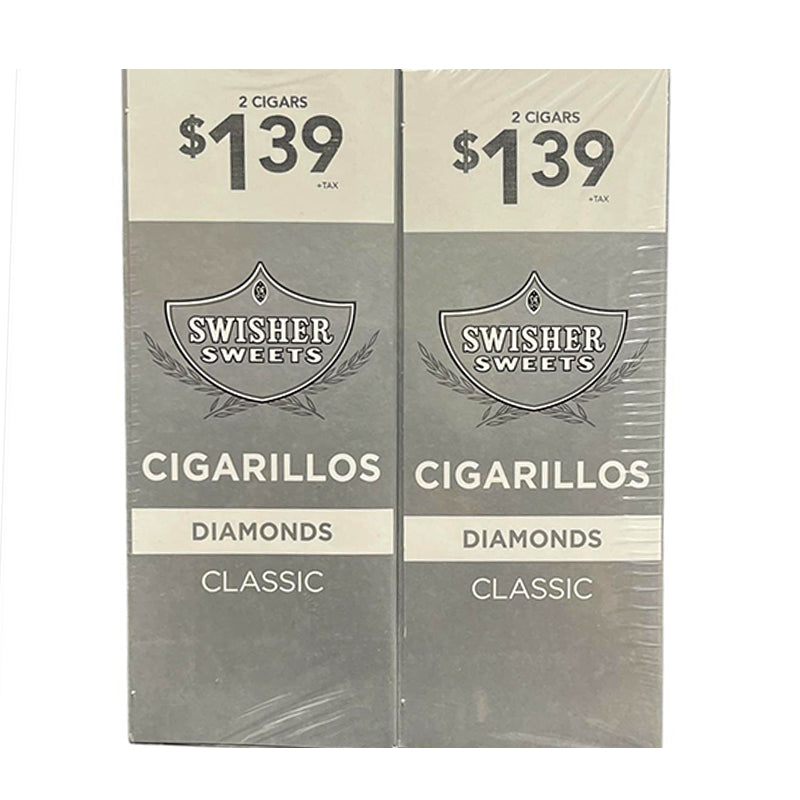 2 CIGARS
$139
+TAX
SWISHER
SWEETS
CIGARILLOS
DIAMONDS
CLASSIC
2 CIGARS
$139
+TAX
SWISHER
SWEETS
CIGARILLOS
DIAMONDS
CLASSIC